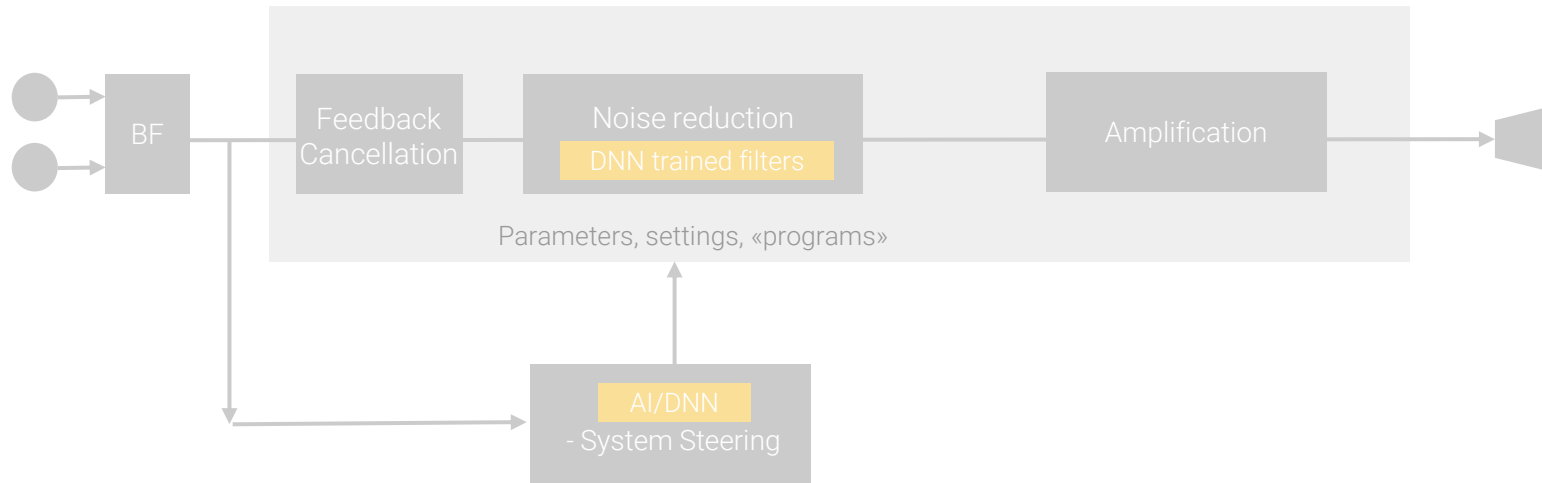 BF
Feedback
Cancellation
Noise reduction
DNN trained filters
Amplification
Parameters, settings, «programs»
AI/DNN
- System Steering